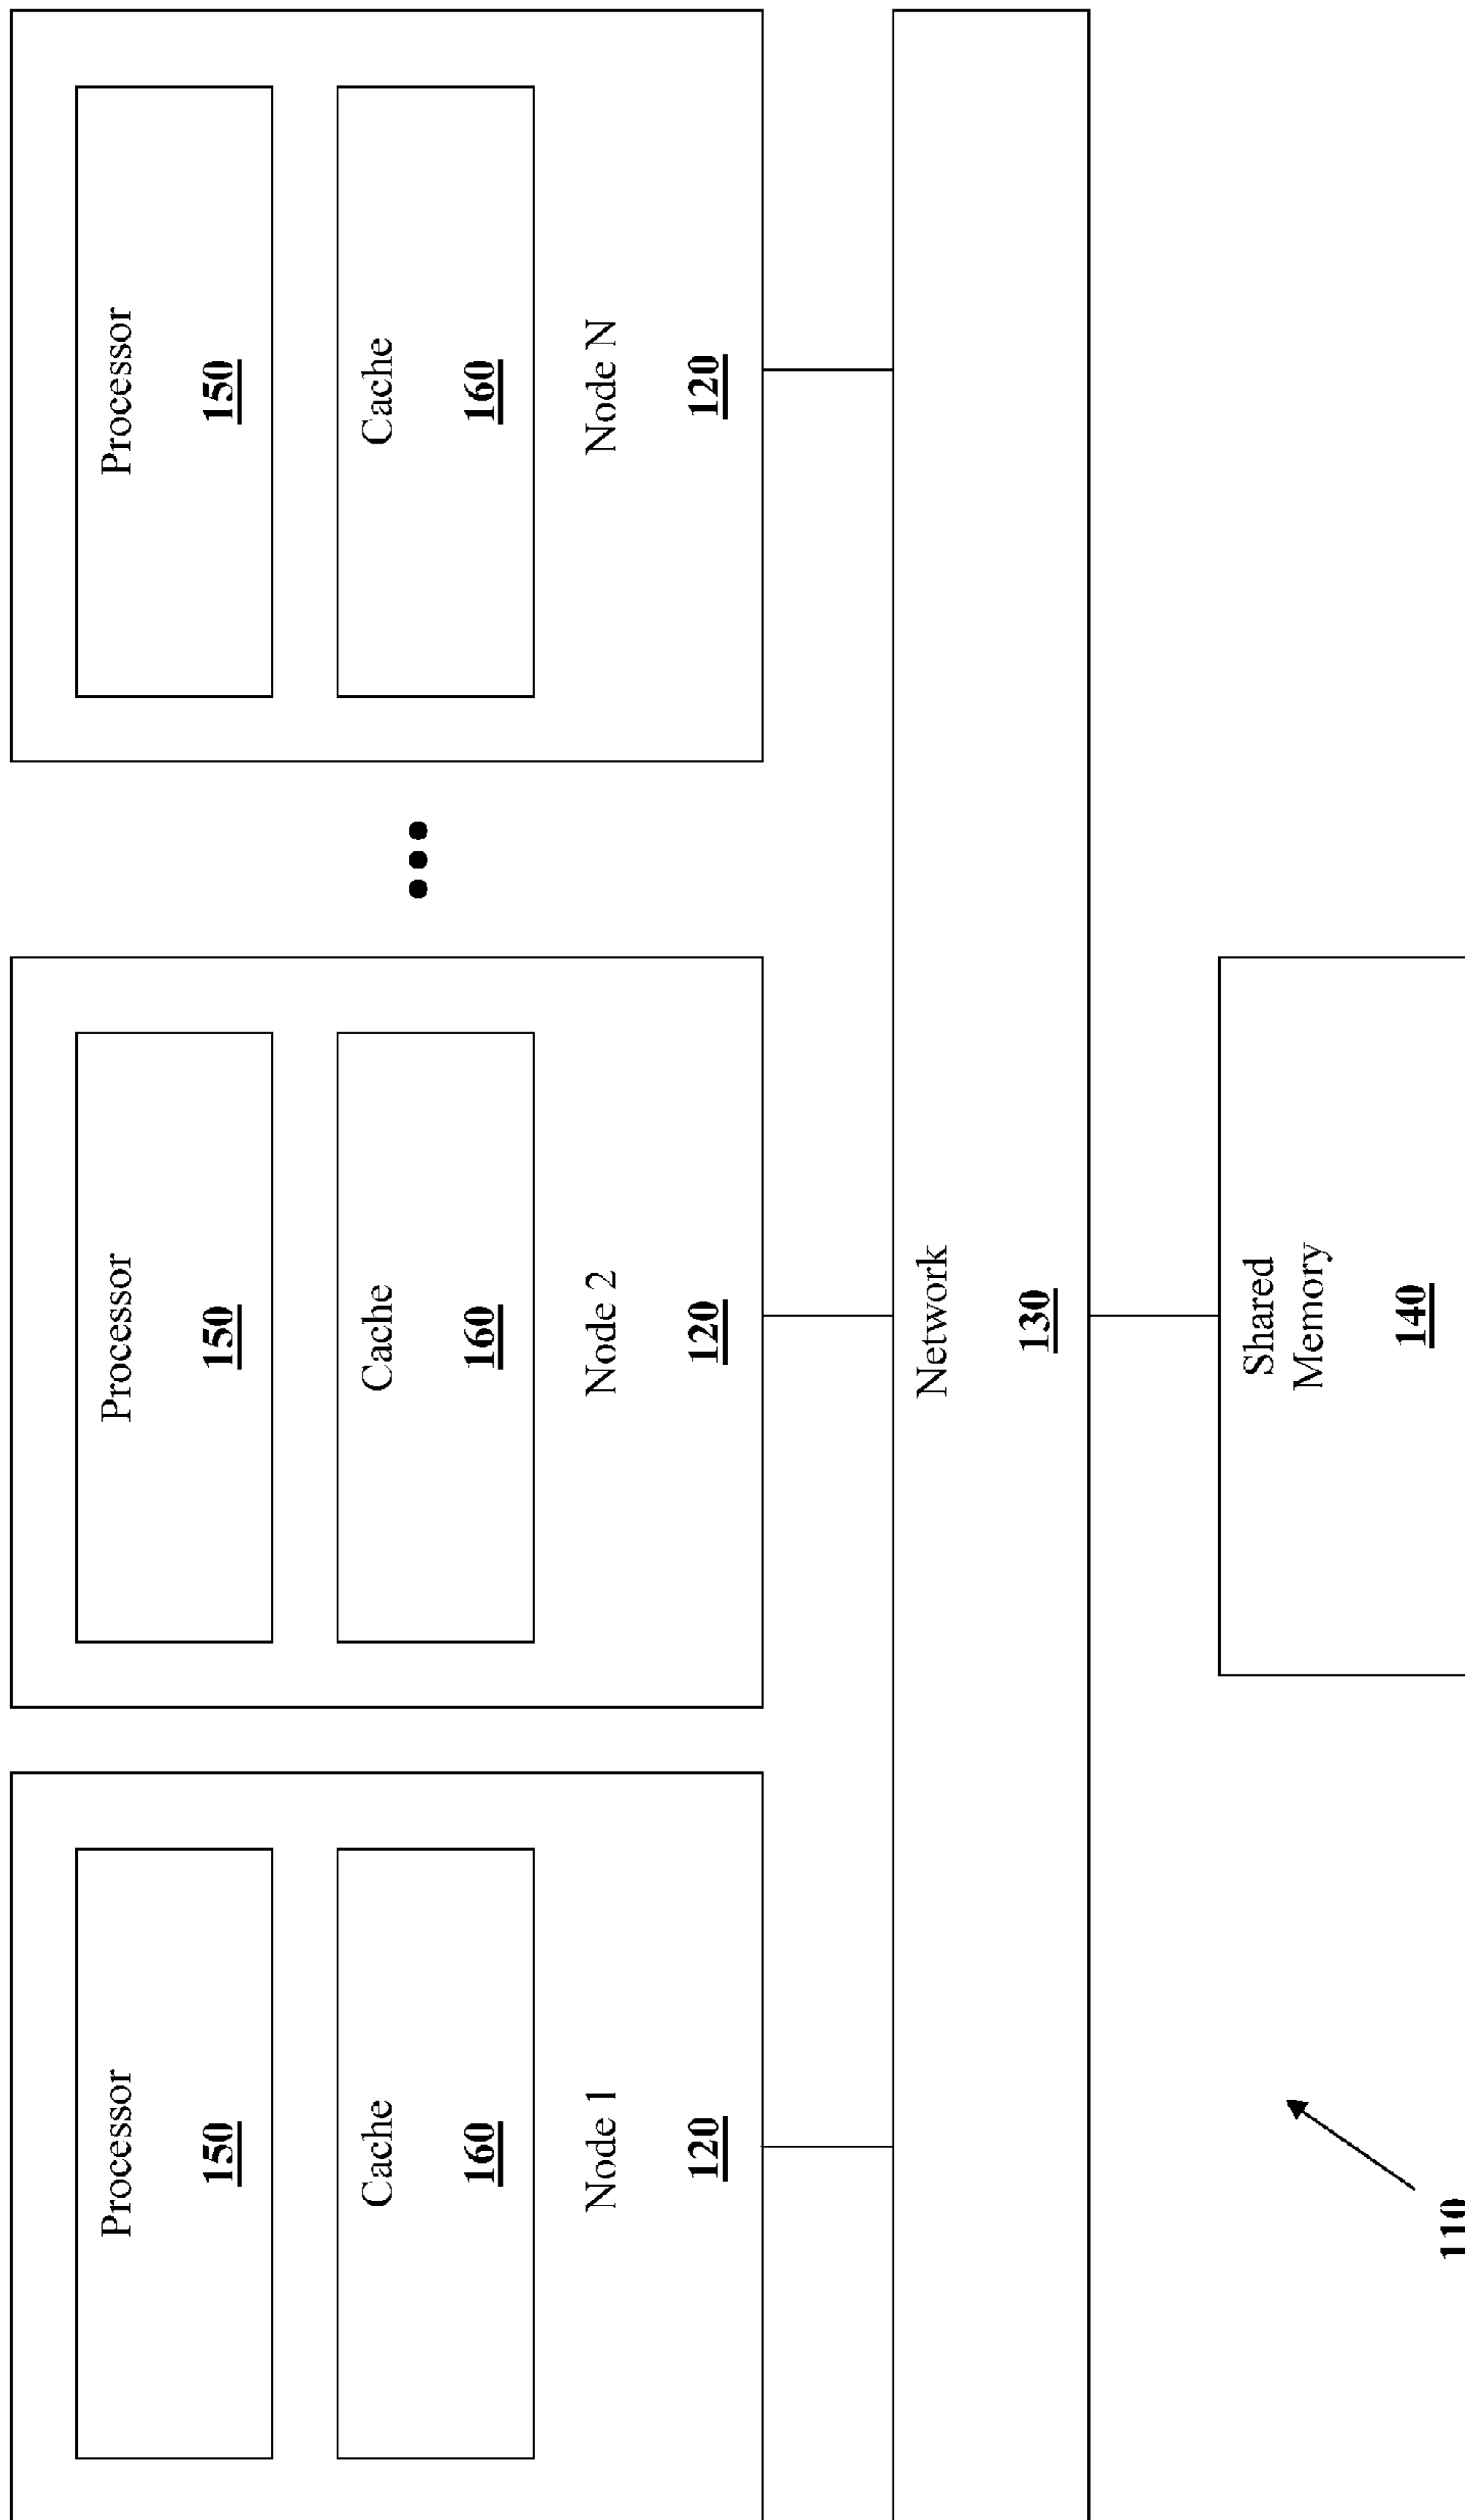 Processor
150
Cache
160
Node 1
120
Processor
150
Cache
160
Node 2
120
Processor
150
Cache
160
Node N
120
Network
130
Shared
Memory
140
110